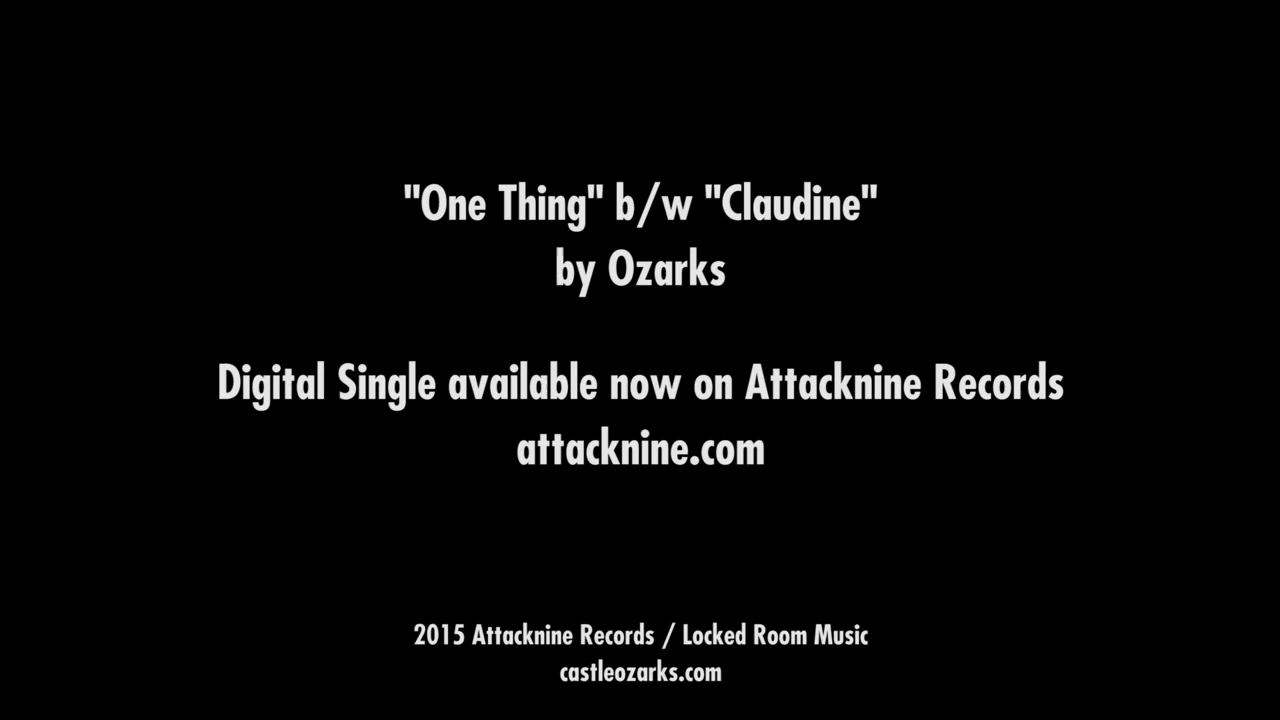 "One Thing" b/w "Claudine"
by Ozarks
Digital Single available now on Attacknine Records
attacknine.com
2015 Attacknine Records / Locked Room Music
castleozarks.com